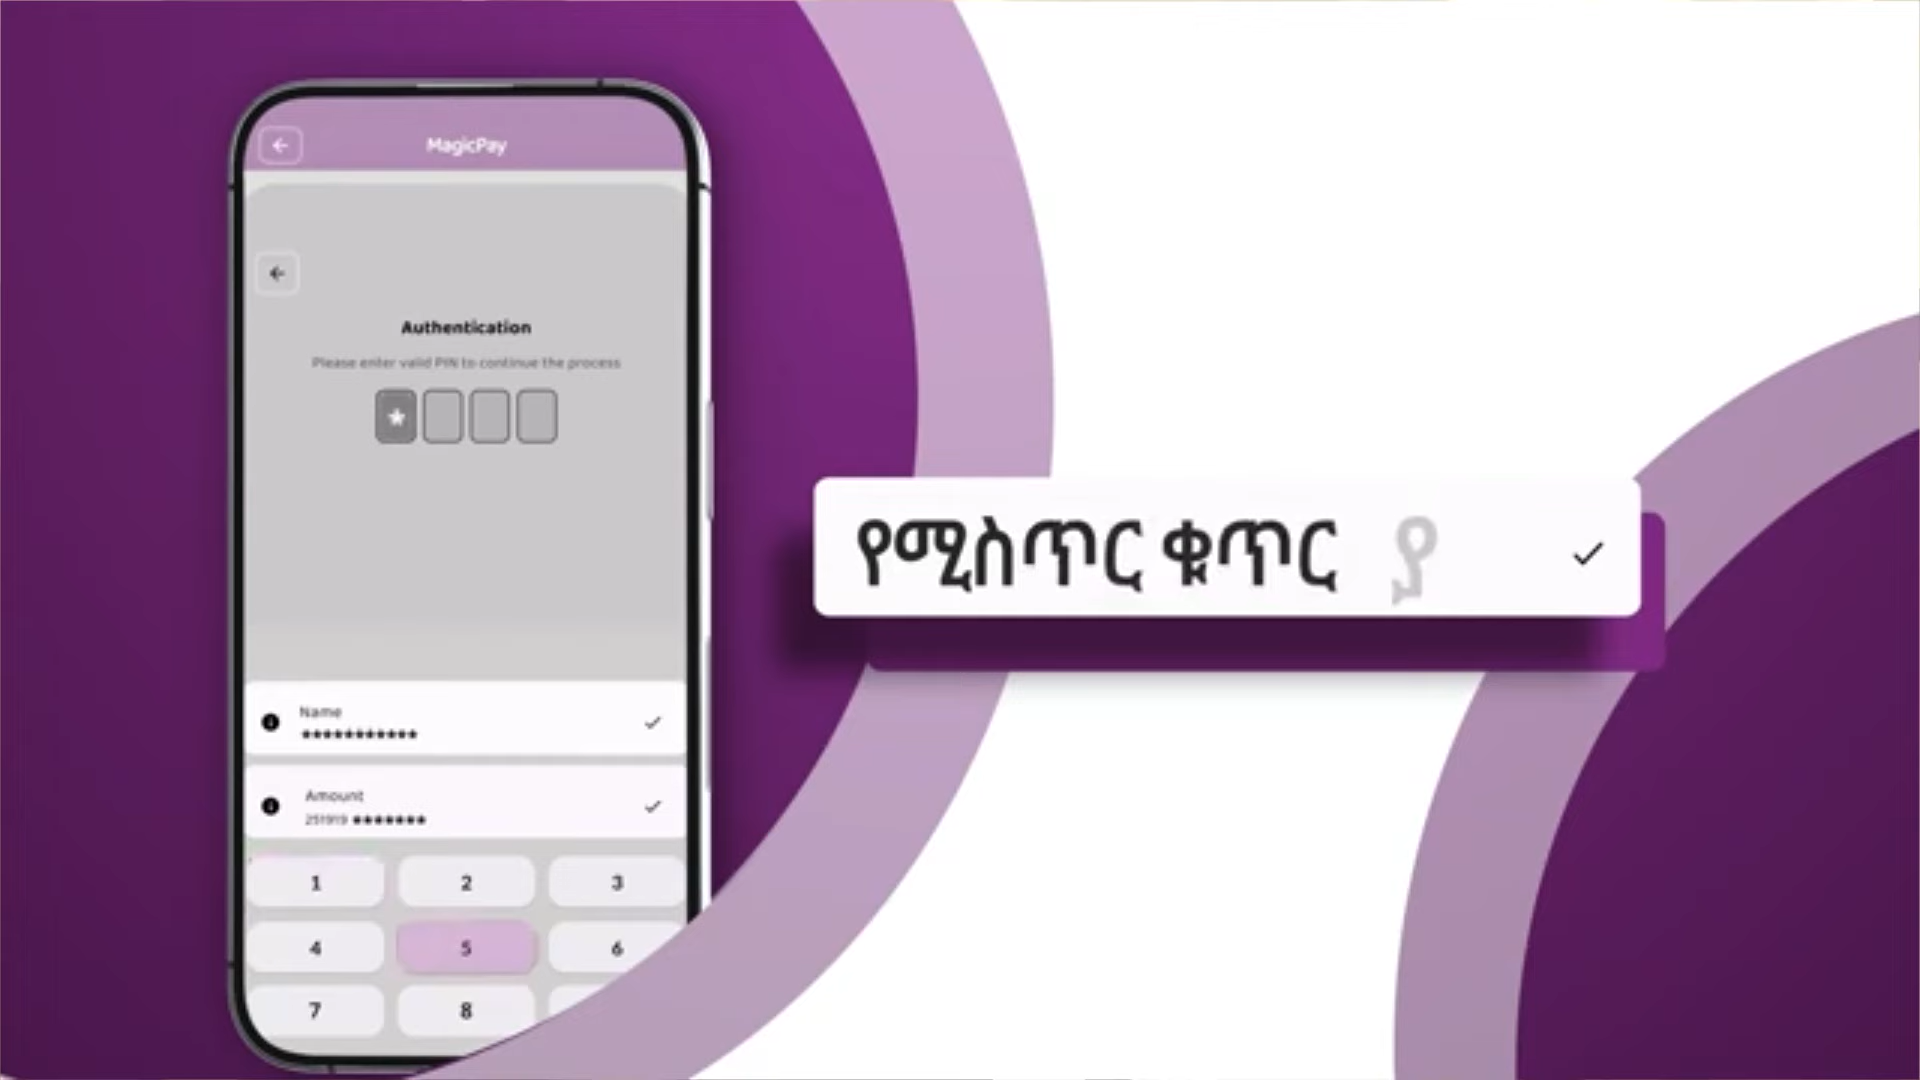 MagicPay
Authentication
Please enter valid PIN to continue the process
Name
***********
Amount
251919 *******
1 2 3
4 5 6
7 8
የሚስጥር ቁጥር ያ